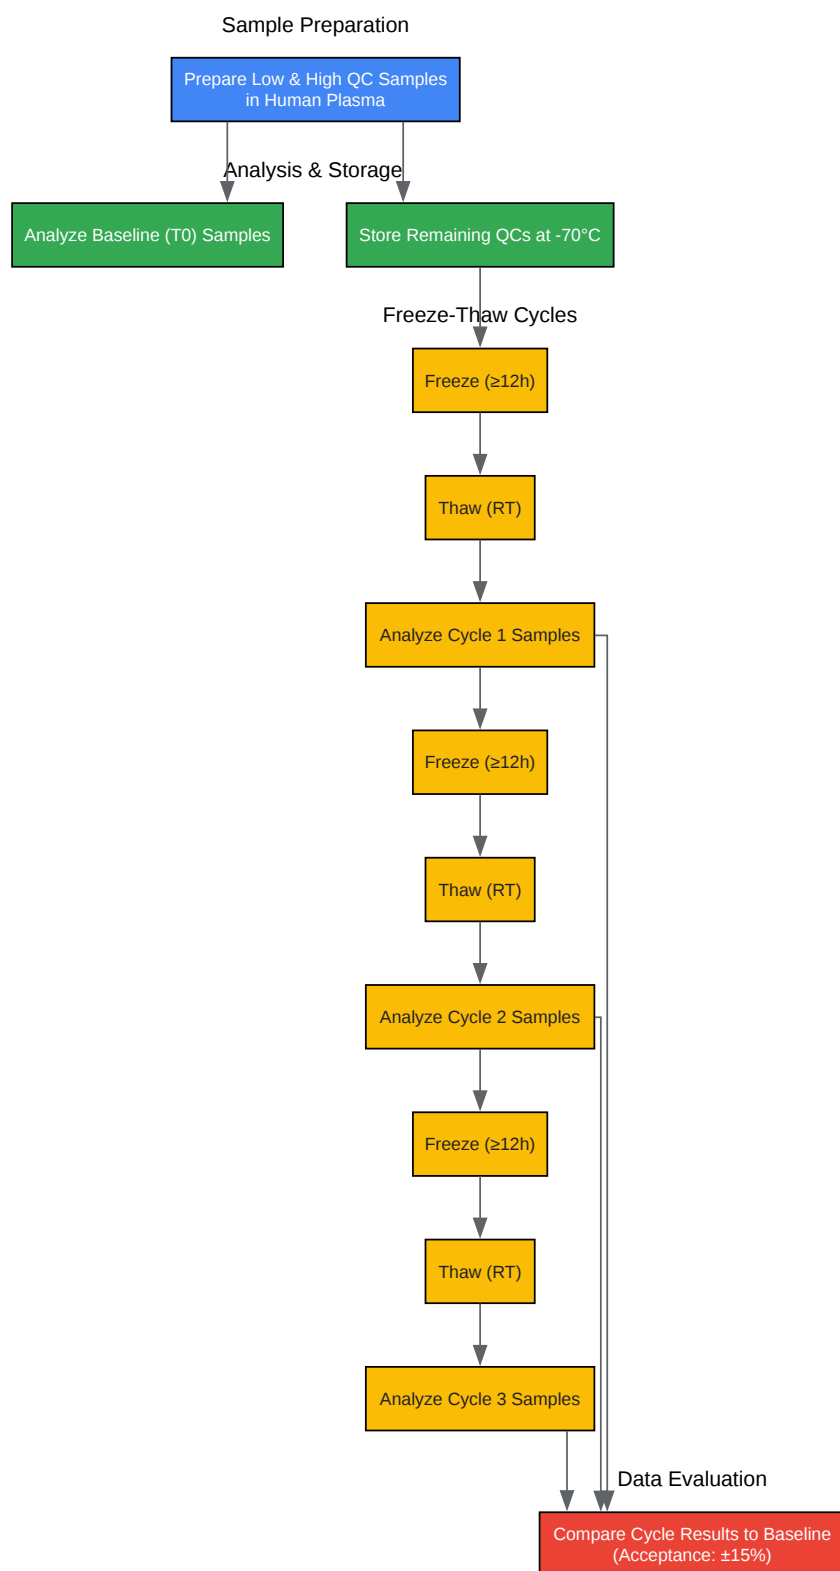 Sample Preparation
Prepare Low & High QC Samples
in Human Plasma
Analysis & Storage
Analyze Baseline (T0) Samples
Store Remaining QCs at -70°C
Freeze-Thaw Cycles
Freeze (≥12h)
Thaw (RT)
Analyze Cycle 1 Samples
Freeze (≥12h)
Thaw (RT)
Analyze Cycle 2 Samples
Freeze (≥12h)
Thaw (RT)
Analyze Cycle 3 Samples
Data Evaluation
Compare Cycle Results to Baseline
(Acceptance: ±15%)